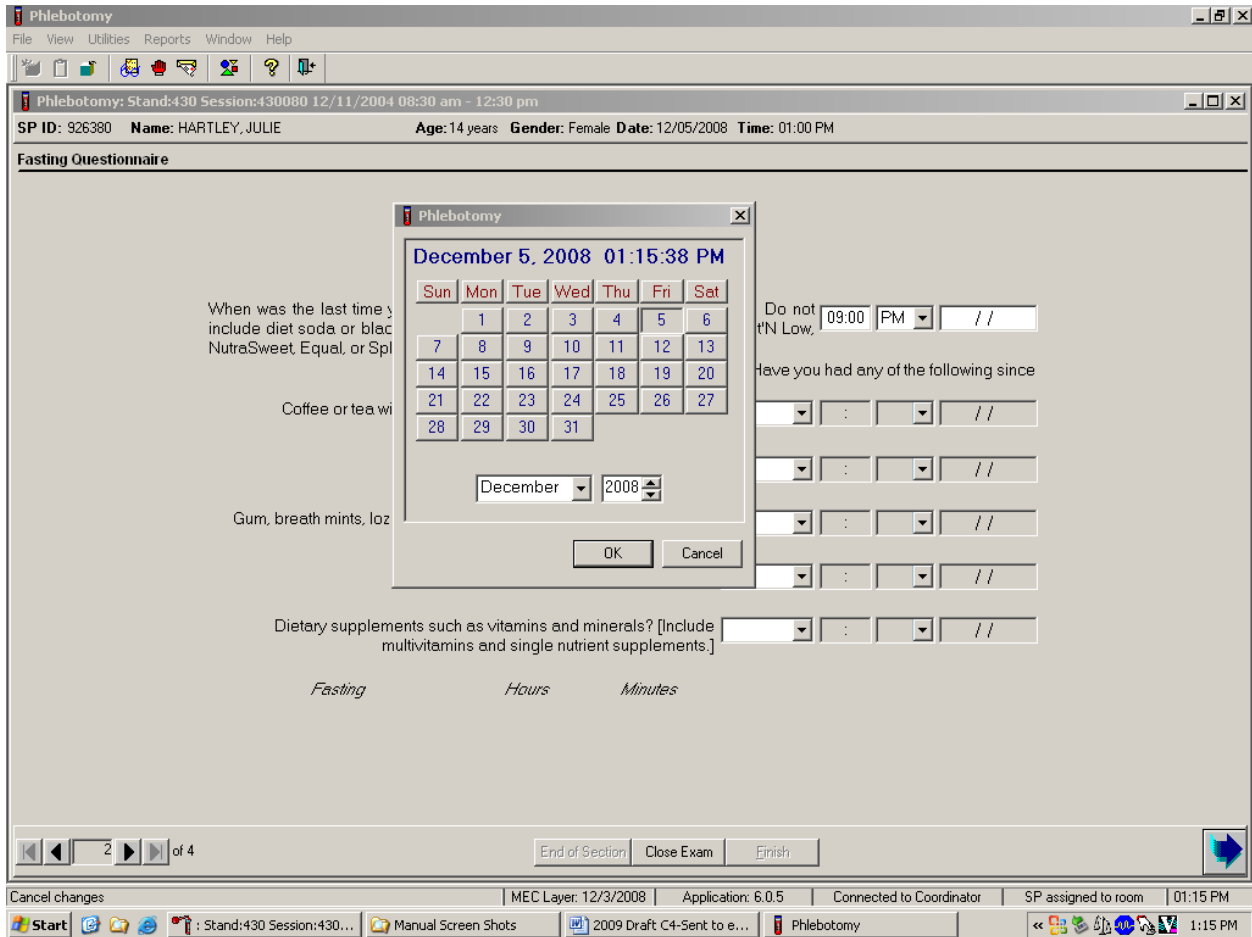 Phlebotomy
File View Utilities Reports Window Help
Phlebotomy: Stand:430 Session:430080 12/11/2004 08:30 am - 12:30 pm
SP ID: 926380 Name: HARTLEY, JULIE Age: 14 years Gender: Female Date: 12/05/2008 Time: 01:00 PM
Fasting Questionnaire
Phlebotomy
December 5, 2008 01:15:38 PM
Sun Mon Tue Wed Thu Fri Sat
1 2 3 4 5 6
7 8 9 10 11 12 13
14 15 16 17 18 19 20
21 22 23 24 25 26 27
28 29 30 31
December 2008
OK Cancel
When was the last time
include diet soda or
NutraSweet, Equal, or
Do not
t'N Low,
09:00 PM / /
Have you had any of the following since
Coffee or tea
: / /
: / /
Gum, breath mints,
: / /
: / /
Dietary supplements such as vitamins and minerals? [Include
multivitamins and single nutrient supplements.]
: / /
Fasting Hours Minutes
2 of 4
End of Section Close Exam Finish
Cancel changes MEC Layer: 12/3/2008 Application: 6.0.5 Connected to Coordinator SP assigned to room 01:15 PM
Start : Stand:430 Session:430... Manual Screen Shots 2009 Draft C4-Sent to e... Phlebotomy « 1:15 PM